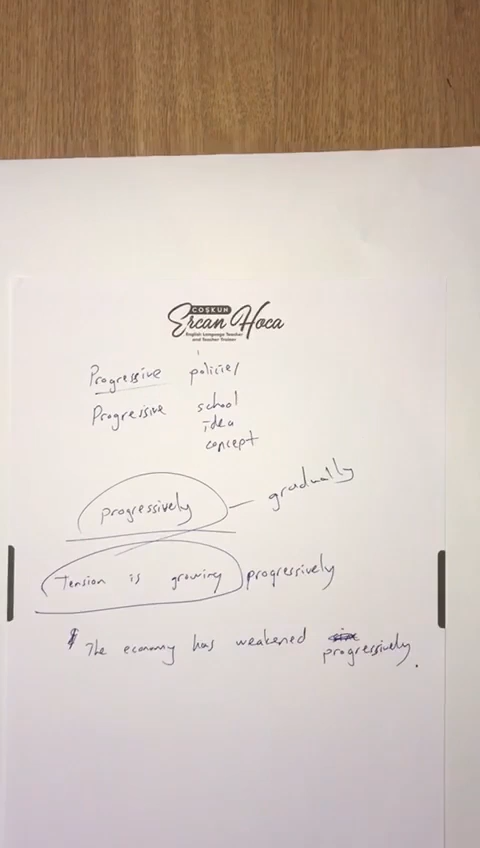 COŞKUN
Ercan Hoca
English Language Teacher
and Teacher Trainer
Progressive policies
Progressive school
idea
concept
progressively — gradually
Tension is growing progressively
The economy has weakened progressively.